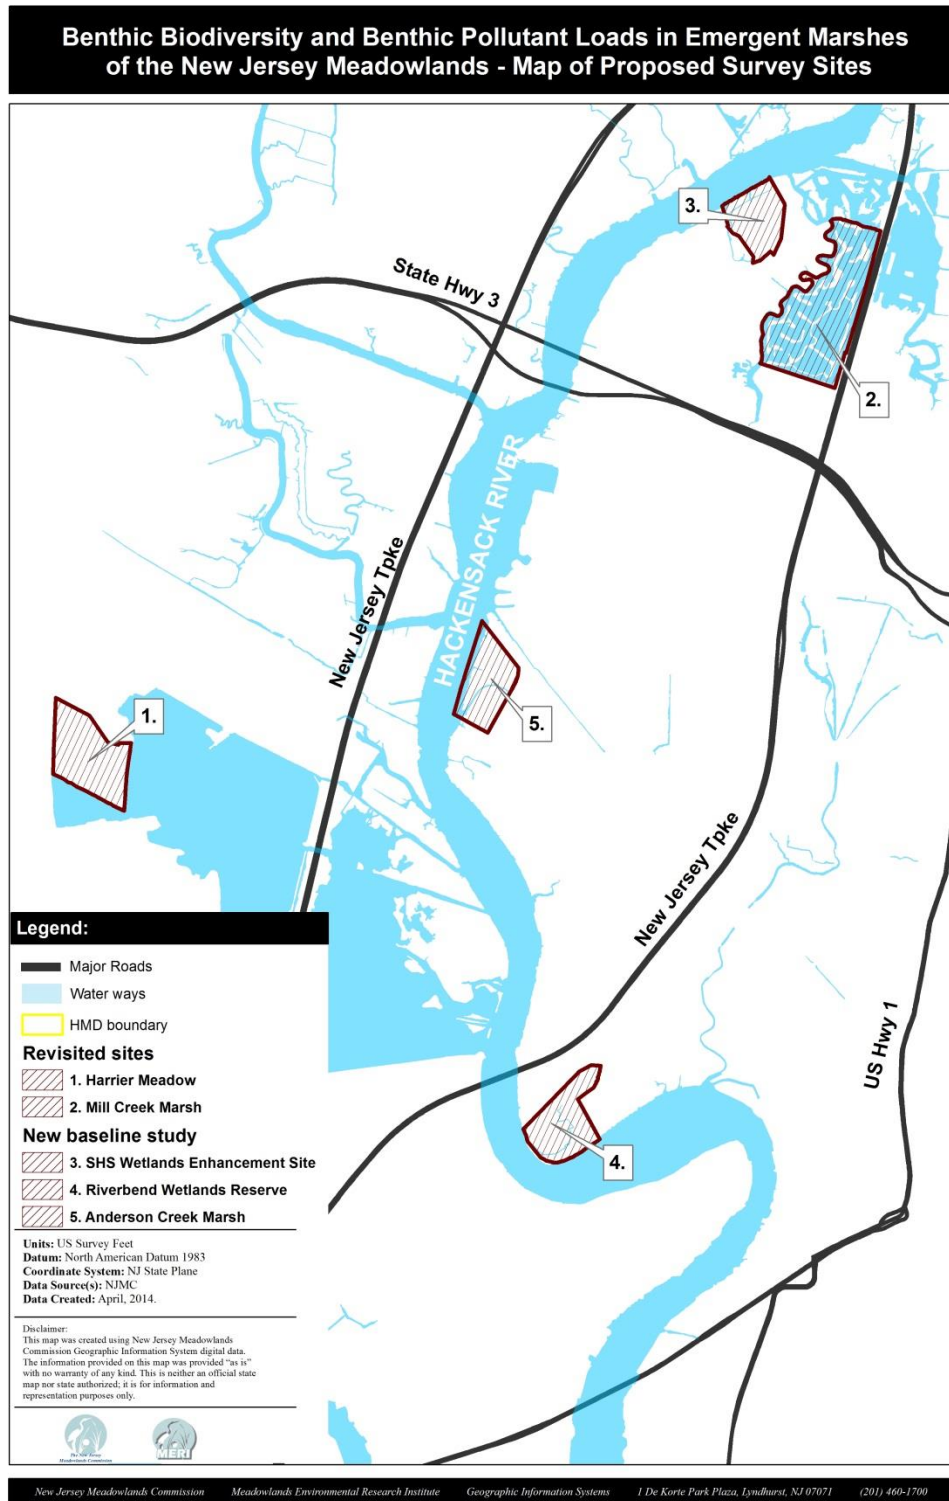 Benthic Biodiversity and Benthic Pollutant Loads in Emergent Marshes
of the New Jersey Meadowlands - Map of Proposed Survey Sites
3.
State Hwy 3
2.
HACKENSACK RIVER
New Jersey Tpke
1.
5.
New Jersey Tpke
US Hwy 1
4.
Legend:
Major Roads
Water ways
HMD boundary
Revisited sites
1. Harrier Meadow
2. Mill Creek Marsh
New baseline study
3. SHS Wetlands Enhancement Site
4. Riverbend Wetlands Reserve
5. Anderson Creek Marsh
Units: US Survey Feet
Datum: North American Datum 1983
Coordinate System: NJ State Plane
Data Source(s): NJMC
Data Created: April, 2014.
Disclaimer:
This map was created using New Jersey Meadowlands
Commission Geographic Information System digital data.
The information provided on this map was provided "as is"
with no warranty of any kind. This is neither an official state
map nor state authorized; it is for information and
representation purposes only.
The New Jersey
Meadowlands Commission
MERI
New Jersey Meadowlands Commission Meadowlands Environmental Research Institute Geographic Information Systems 1 De Korte Park Plaza, Lyndhurst, NJ 07071 (201) 460-1700